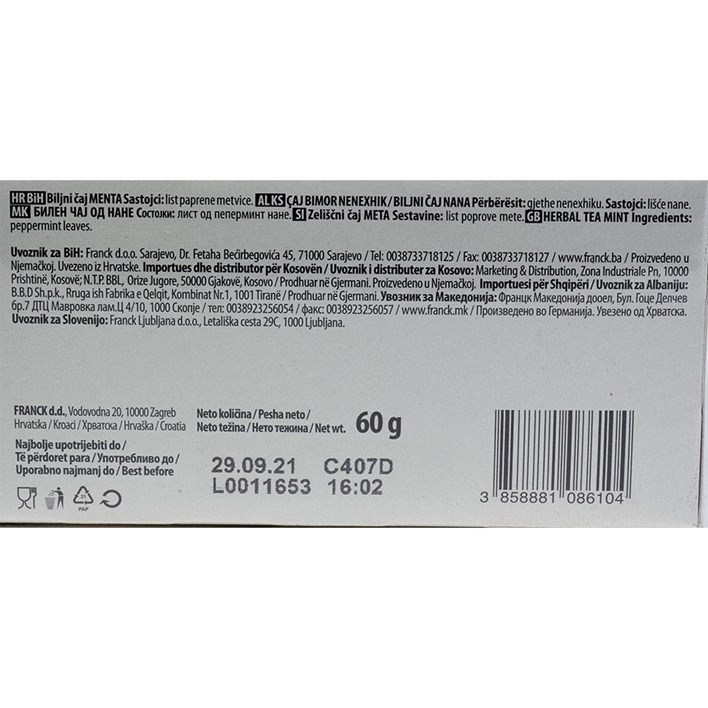 HR BiH Biljni čaj MENTA Sastojci: list paprene metvice. ALKS ÇAJ BIMOR NENEXHIK / BILJNI ČAJ NANA Përbërësit: gjethe nenexhiku. Sastojci: lišće nane.
MK БИЛЕН ЧАЈ ОД НАНЕ Состојки: лист од пеперминт нане. SI Zeliščni čaj META Sestavine: list poprove mete. GB HERBAL TEA MINT Ingredients:
peppermint leaves.
Uvoznik za BiH: Franck d.o.o. Sarajevo, Dr. Fetaha Bećirbegovića 45, 71000 Sarajevo / Tel: 0038733718125 / Fax: 0038733718127 / www.franck.ba / Proizvedeno u
Njemačkoj. Uvezeno iz Hrvatske. Importues dhe distributor për Kosovën / Uvoznik i distributer za Kosovo: Marketing & Distribution, Zona Industriale Pn, 10000
Prishtinë, Kosovë; N.T.P. BBL, Orize Jugore, 50000 Gjakovë, Kosovo / Prodhuar në Gjermani. Proizvedeno u Njemačkoj. Importuesi për Shqipëri / Uvoznik za Albaniju:
B.B.D Sh.p.k., Rruga ish Fabrika e Qelqit, Kombinat Nr.1, 1001 Tiranë / Prodhuar në Gjermani. Увозник за Македонија: Францк Македонија дооел, Бул. Гоце Делчев
бр.7 ДТЦ Мавровка лам.Ц 4/10, 1000 Скопје / тел: 0038923256054 / факс: 0038923256057 / www.franck.mk / Произведено во Германија. Увезено од Хрватска.
Uvoznik za Slovenijo: Franck Ljubljana d.o.o., Letališka cesta 29C, 1000 Ljubljana.
FRANCK d.d., Vodovodna 20, 10000 Zagreb
Hrvatska / Kroaci / Хрватска / Hrvaška / Croatia
Neto količina / Pesha neto /
Neto težina / Нето тежина / Net wt. 60 g
Najbolje upotrijebiti do /
Të përdoret para / Употребливо до /
Uporabno najmanj do / Best before
29.09.21 C407D
L0011653 16:02
PAP
3 858881 086104